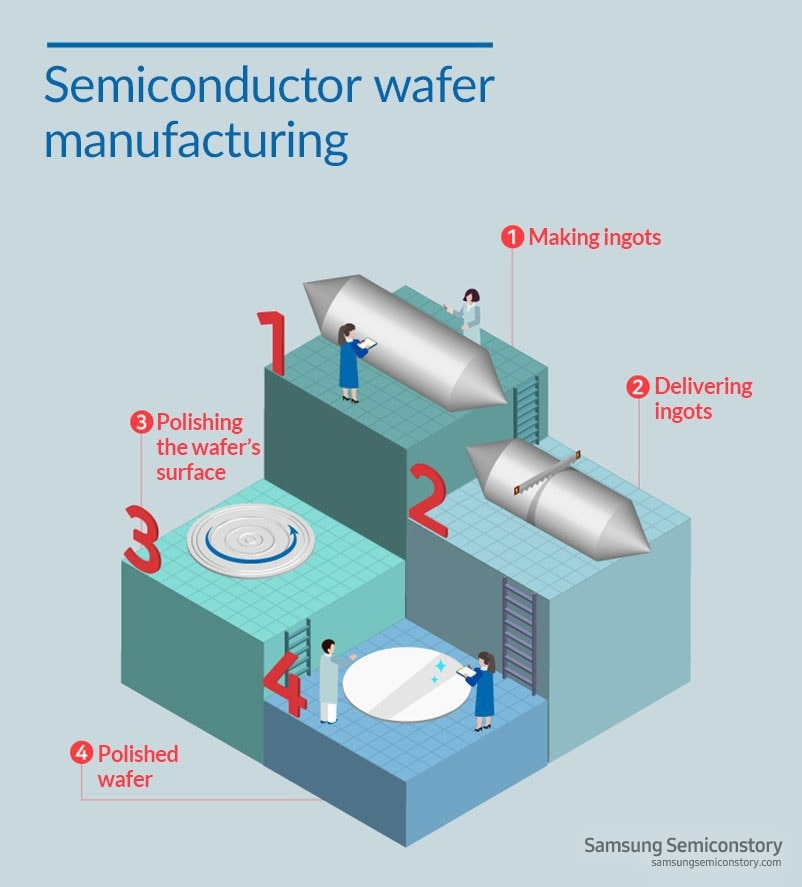 Semiconductor wafer
manufacturing
1 Making ingots
1
2 Delivering
ingots
3 Polishing
the wafer's
surface
2
3
4
4 Polished
wafer
Samsung Semiconstory
samsungsemiconstory.com